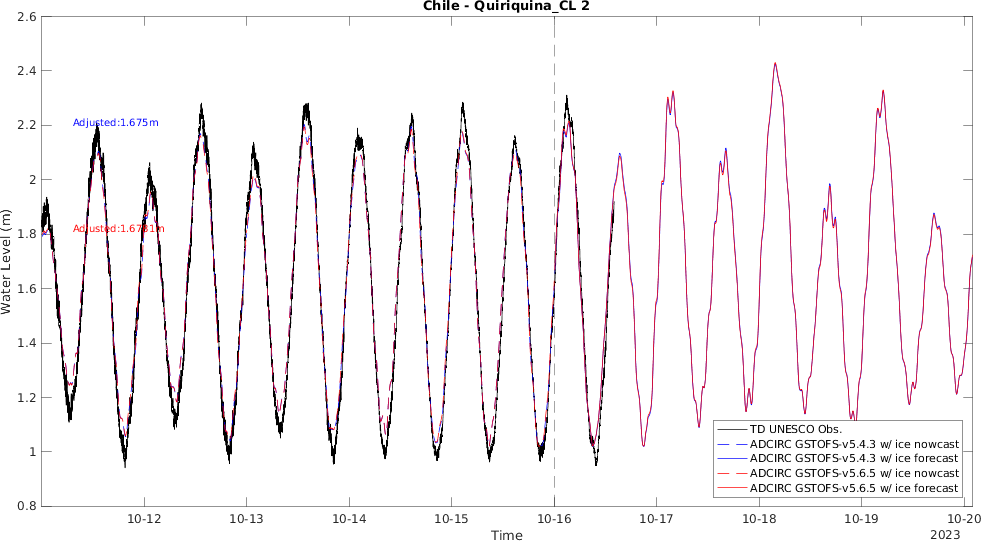 Chile - Quiriquina_CL 2
2.6
2.4
2.2
2
1.8
1.6
1.4
1.2
1
0.8
Water Level (m)
Adjusted:1.675m
Adjusted:1.6731m
TD UNESCO Obs.
ADCIRC GSTOFS-v5.4.3 w/ ice nowcast
ADCIRC GSTOFS-v5.4.3 w/ ice forecast
ADCIRC GSTOFS-v5.6.5 w/ ice nowcast
ADCIRC GSTOFS-v5.6.5 w/ ice forecast
10-12 10-13 10-14 10-15 10-16 10-17 10-18 10-19 10-20
Time
2023